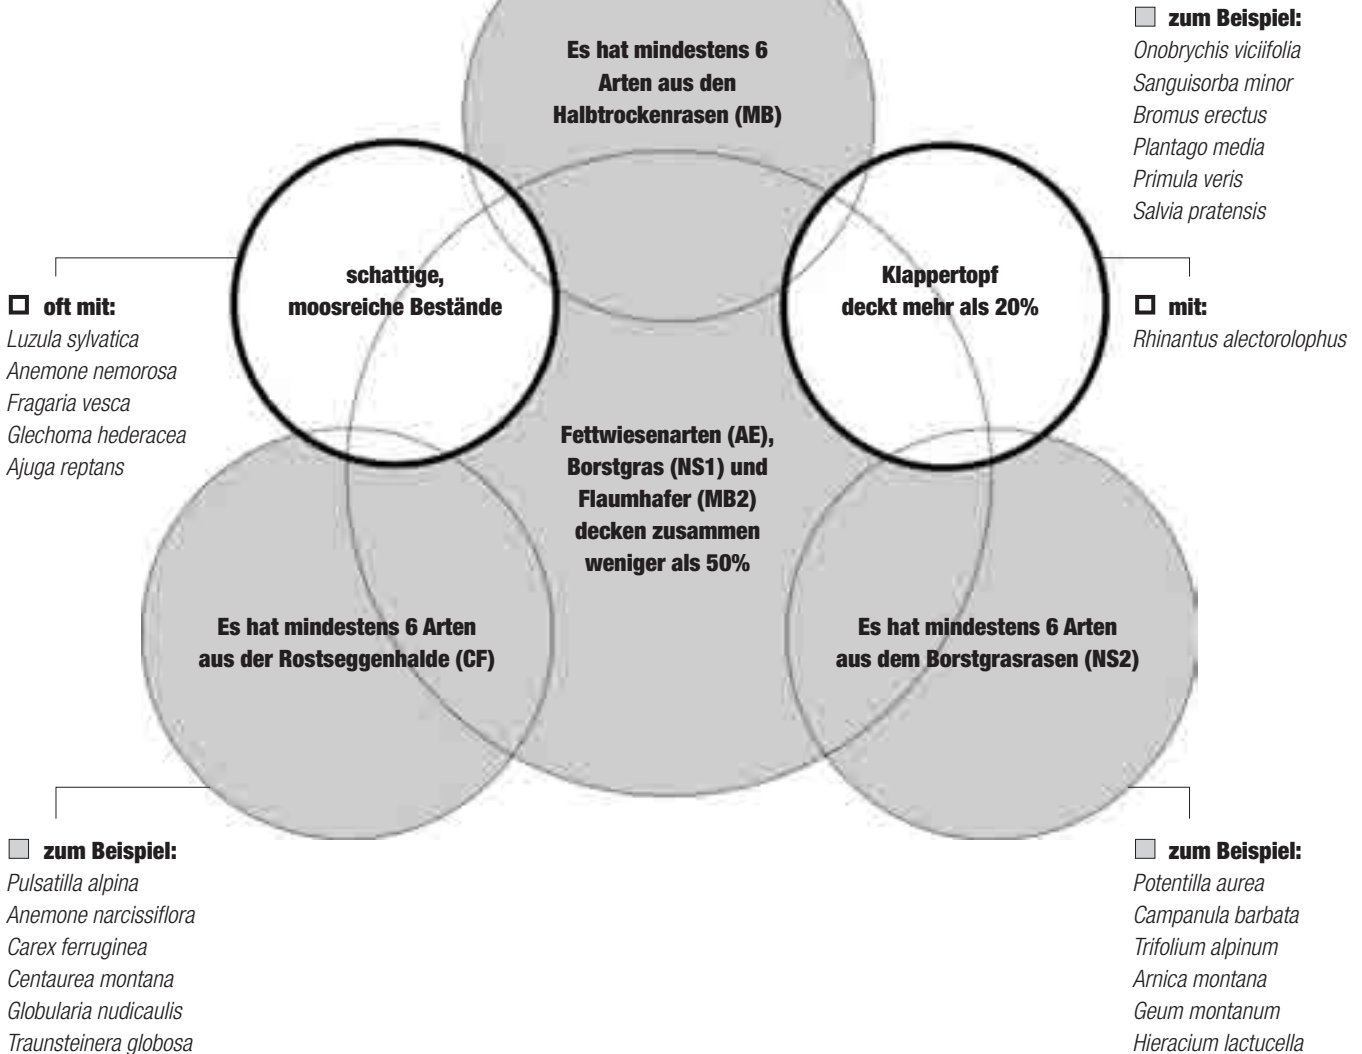 Es hat mindestens 6
Arten aus den
Halbtrockenrasen (MB)
zum Beispiel:
Onobrychis viciifolia
Sanguisorba minor
Bromus erectus
Plantago media
Primula veris
Salvia pratensis
schattige,
moosreiche Bestände
Klappertopf
deckt mehr als 20%
oft mit:
Luzula sylvatica
Anemone nemorosa
Fragaria vesca
Glechoma hederacea
Ajuga reptans
mit:
Rhinantus alectorolophus
Fettwiesenarten (AE),
Borstgras (NS1) und
Flaumhafer (MB2)
decken zusammen
weniger als 50%
Es hat mindestens 6 Arten
aus der Rostseggenhalde (CF)
Es hat mindestens 6 Arten
aus dem Borstgrasrasen (NS2)
zum Beispiel:
Pulsatilla alpina
Anemone narcissiflora
Carex ferruginea
Centaurea montana
Globularia nudicaulis
Traunsteinera globosa
zum Beispiel:
Potentilla aurea
Campanula barbata
Trifolium alpinum
Arnica montana
Geum montanum
Hieracium lactucella